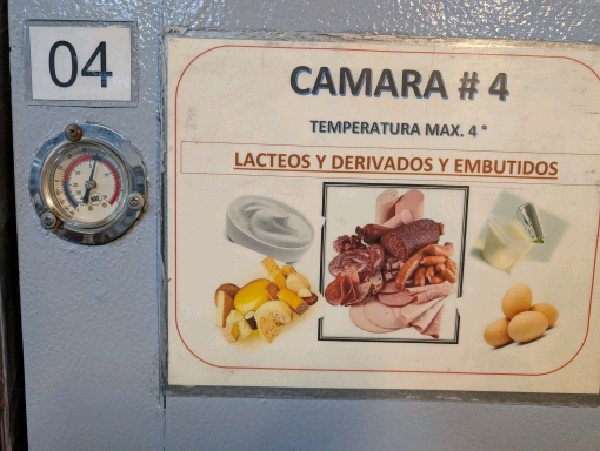 04
CAMARA # 4
TEMPERATURA MAX. 4 °
LACTEOS Y DERIVADOS Y EMBUTIDOS